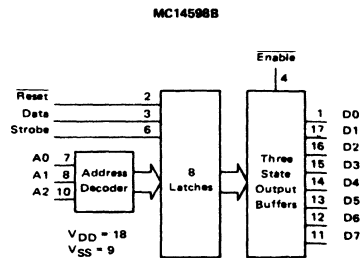 MC14598B
Enable
4
Reset 2
Data 3
Strobe 6
A0 7
A1 8
A2 10
Address
Decoder
8
Latches
Three
State
Output
Buffers
1 D0
17 D1
16 D2
15 D3
14 D4
13 D5
12 D6
11 D7
VDD = 18
VSS = 9